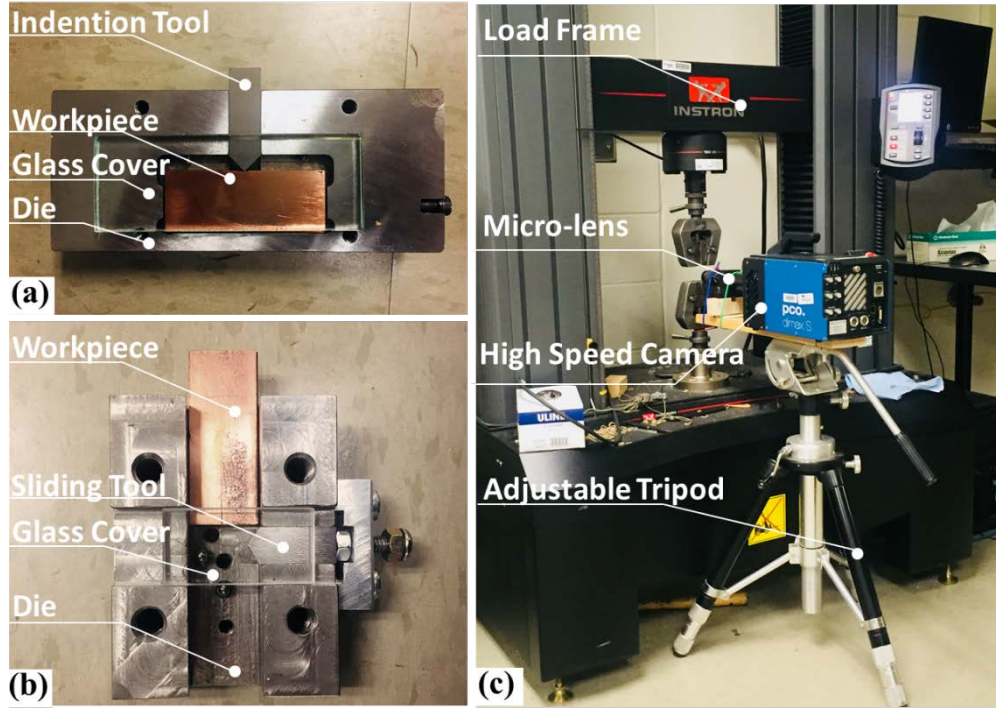 Indention Tool
Workpiece
Glass Cover
Die
(a)
Workpiece
Sliding Tool
Glass Cover
Die
(b)
Load Frame
INSTRON
Micro-lens
pco.
dimax S
High Speed Camera
ULINE
Adjustable Tripod
(c)